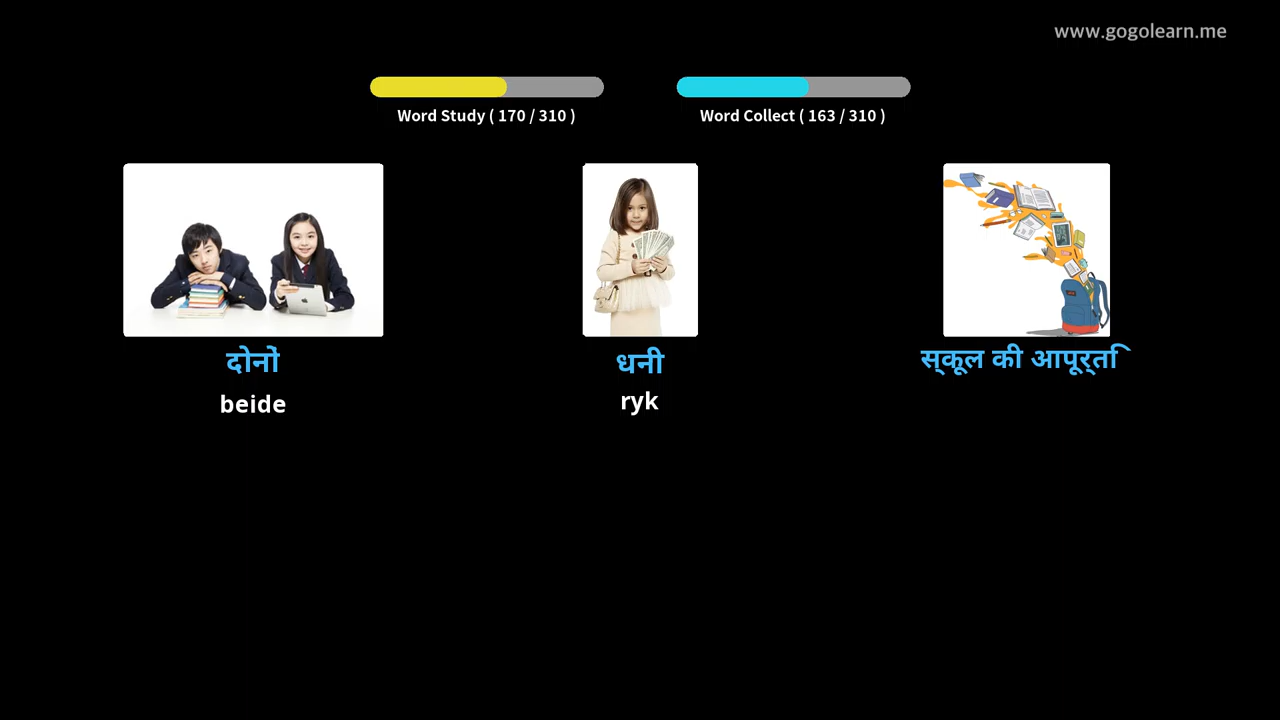 www.gogolearn.me
Word Study ( 170 / 310 )
Word Collect ( 163 / 310 )
दोनों
धनी
स्कूल की आपूर्ति
beide
ryk